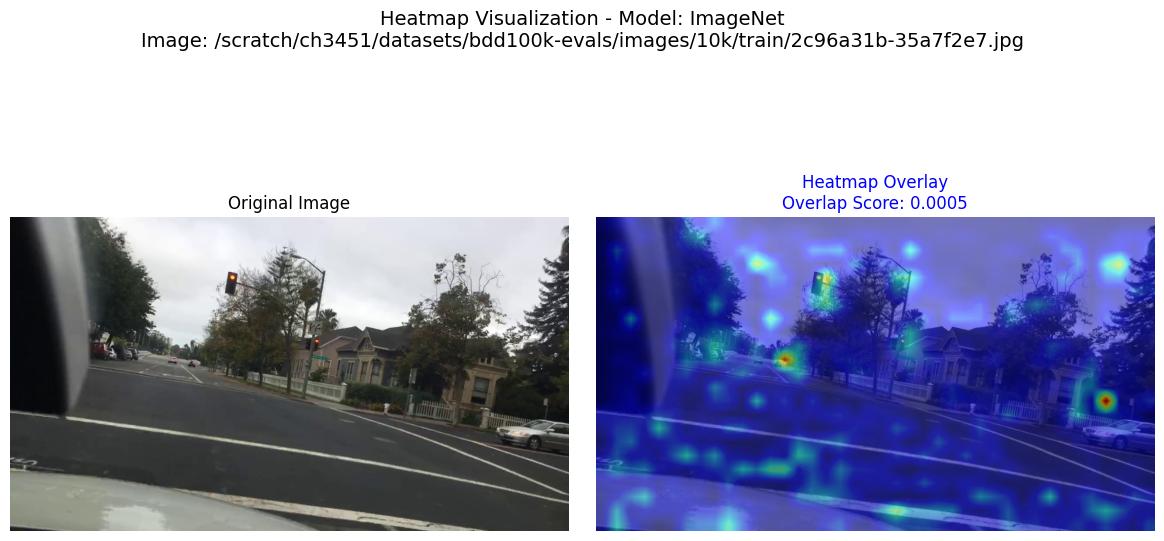 Heatmap Visualization - Model: ImageNet
Image: /scratch/ch3451/datasets/bdd100k-evals/images/10k/train/2c96a31b-35a7f2e7.jpg
Original Image
Heatmap Overlay
Overlap Score: 0.0005